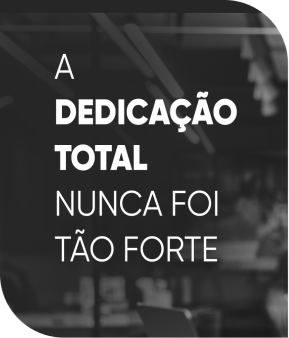 A
DEDICAÇÃO
TOTAL
NUNCA FOI
TÃO FORTE